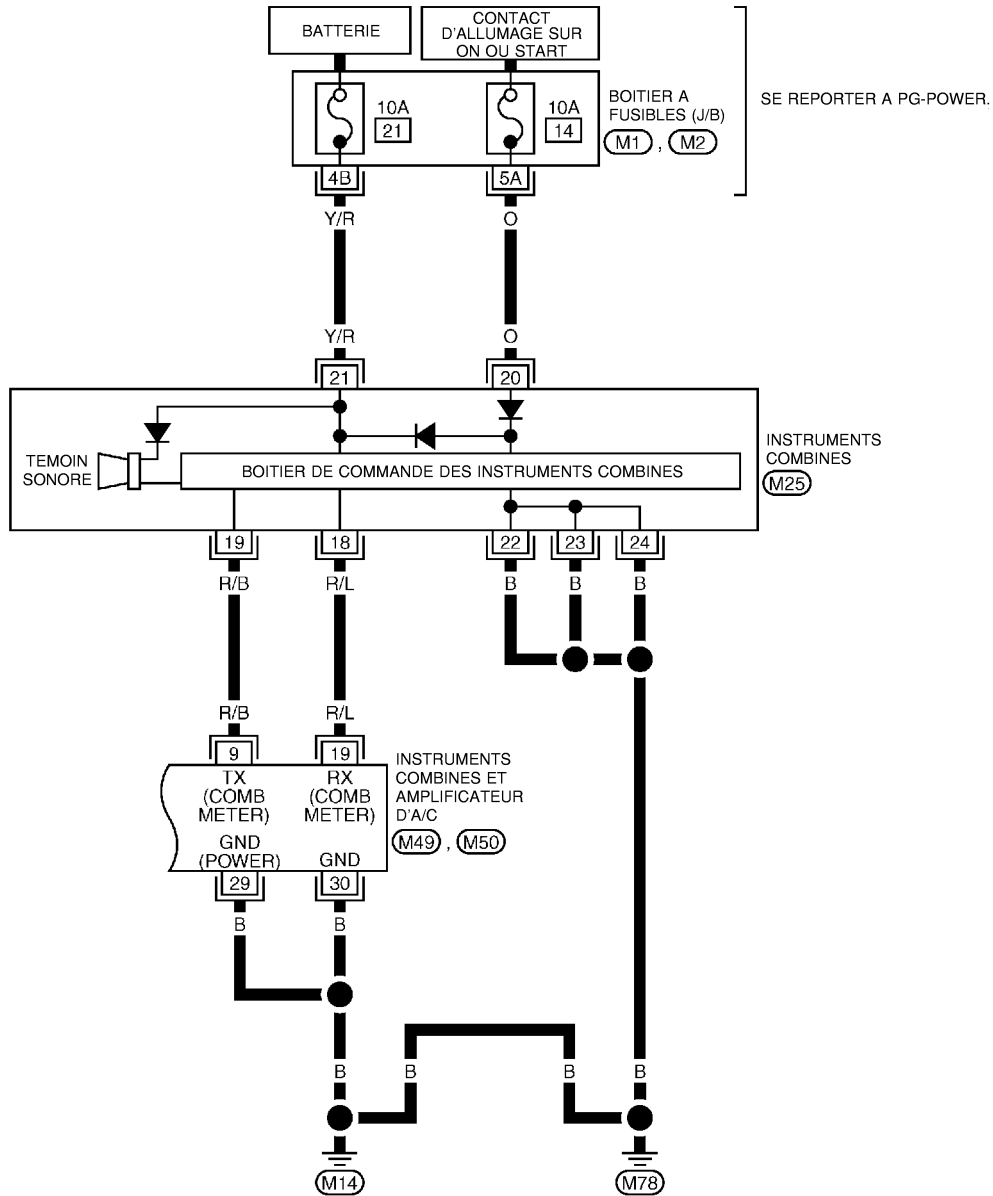 BATTERIE
CONTACT
D'ALLUMAGE SUR
ON OU START
10A
21
10A
14
BOITIER A
FUSIBLES (J/B)
M1 , M2
SE REPORTER A PG-POWER.
4B
5A
Y/R
O
Y/R
O
21
20
TEMOIN
SONORE
BOITIER DE COMMANDE DES INSTRUMENTS COMBINES
INSTRUMENTS
COMBINES
M25
19
18
22
23
24
R/B
R/L
B
B
B
R/B
R/L
9
19
TX
(COMB
METER)
RX
(COMB
METER)
GND
(POWER)
GND
INSTRUMENTS
COMBINES ET
AMPLIFICATEUR
D'A/C
M49 , M50
29
30
B
B
B
B
B
B
M14
M78